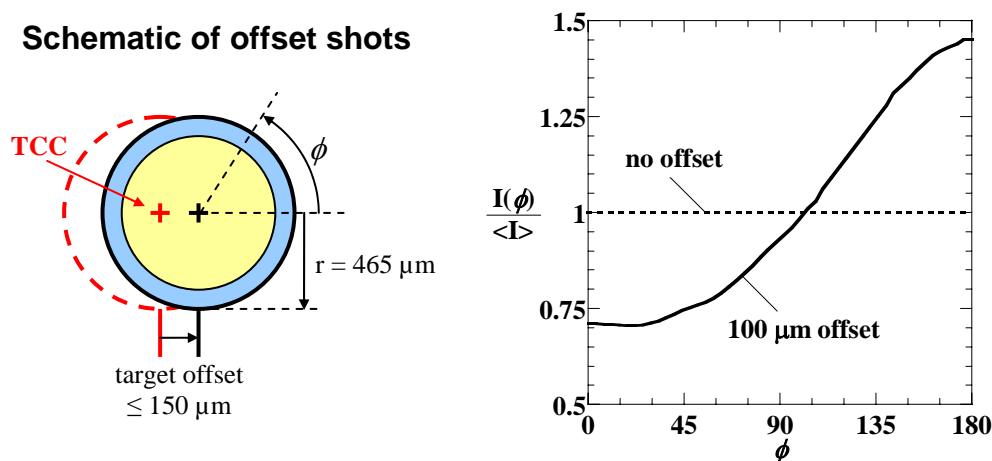 Schematic of offset shots
TCC
ϕ
r = 465 µm
target offset
≤ 150 µm
1.5
1.25
1
0.75
0.5
I(ϕ)
<I>
no offset
100 µm offset
0
45
90
135
180
ϕ